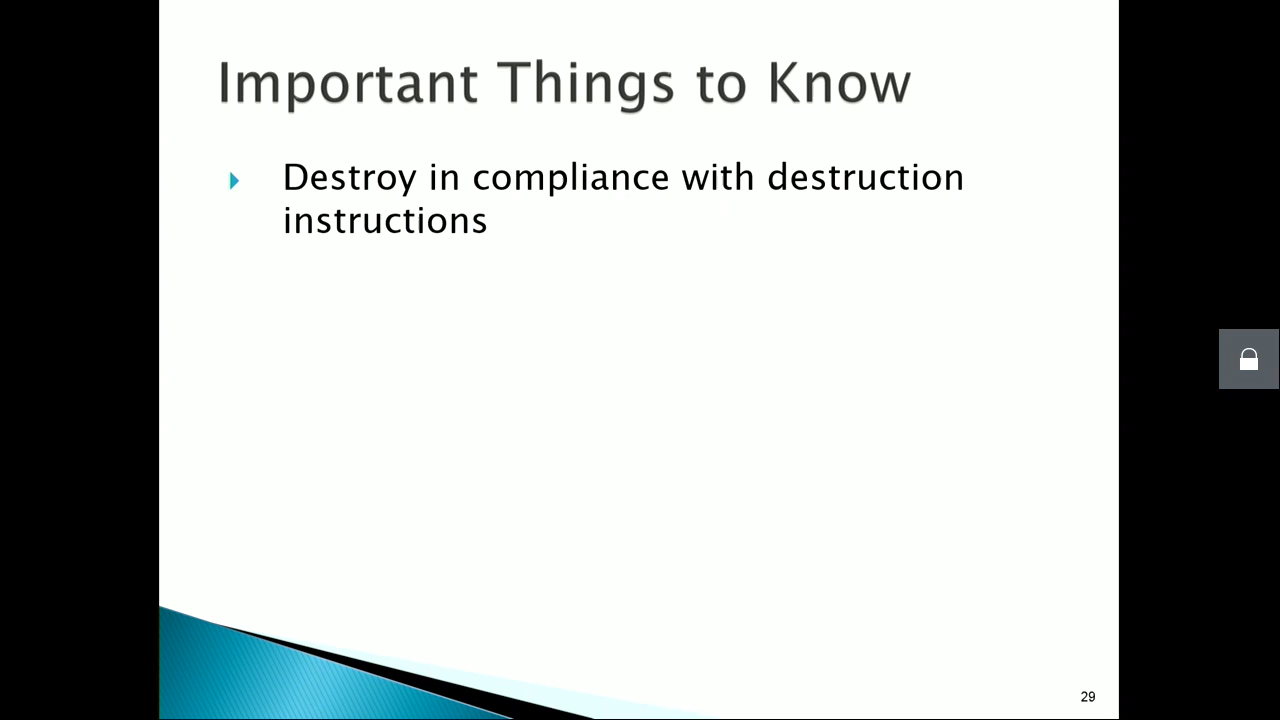 Important Things to Know
Destroy in compliance with destruction
instructions
29